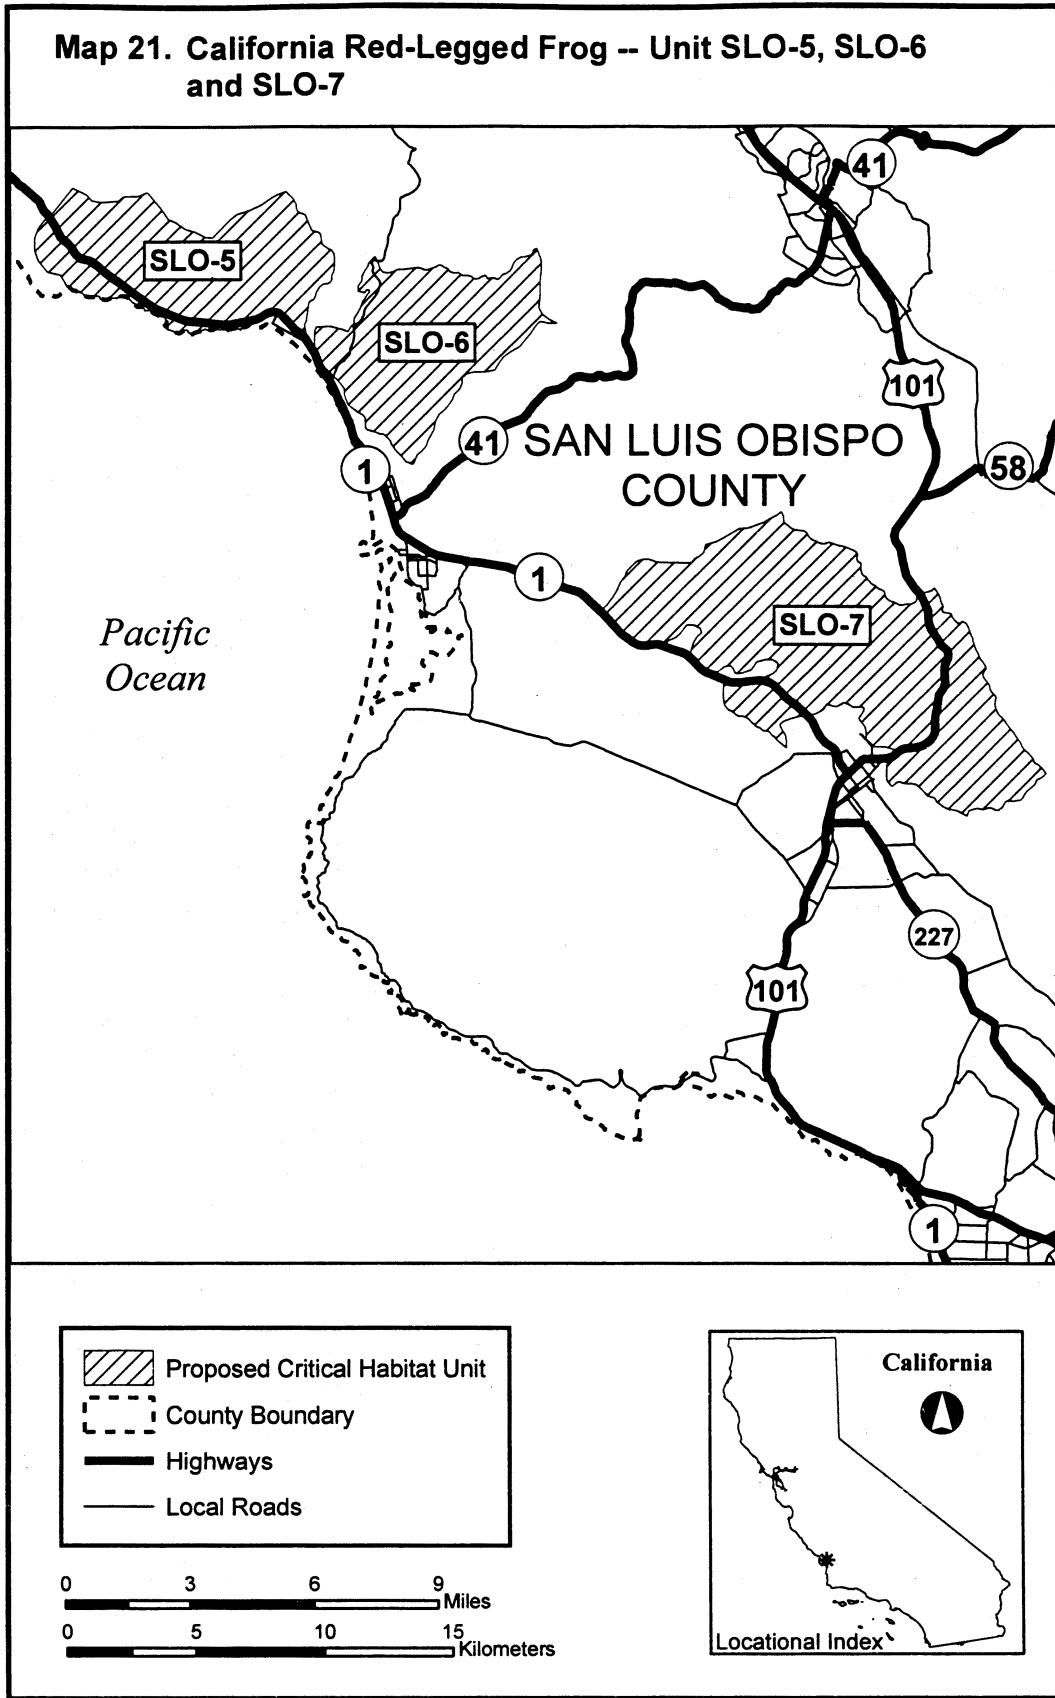 Map 21. California Red-Legged Frog -- Unit SLO-5, SLO-6
and SLO-7
41
SLO-5
SLO-6
101
41
SAN LUIS OBISPO
COUNTY
58
1
1
SLO-7
Pacific
Ocean
227
101
1
Proposed Critical Habitat Unit
County Boundary
Highways
Local Roads
0 3 6 9
Miles
0 5 10 15
Kilometers
California
Locational Index